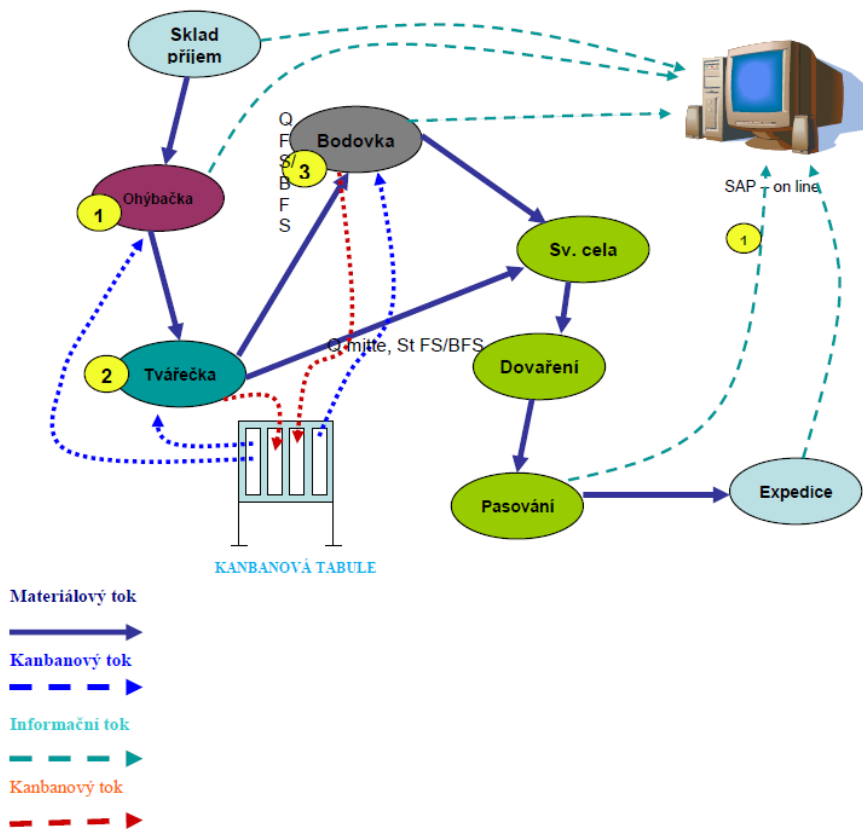 Sklad
příjem
Q
F
S/
B
F
S
Bodovka
3
Ohýbačka
1
SAP – on line
1
Sv. cela
Q mitte, St FS/BFS
2
Tvářečka
Dovaření
Pasování
Expedice
KANBANOVÁ TABULE
Materiálový tok
Kanbanový tok
Informační tok
Kanbanový tok